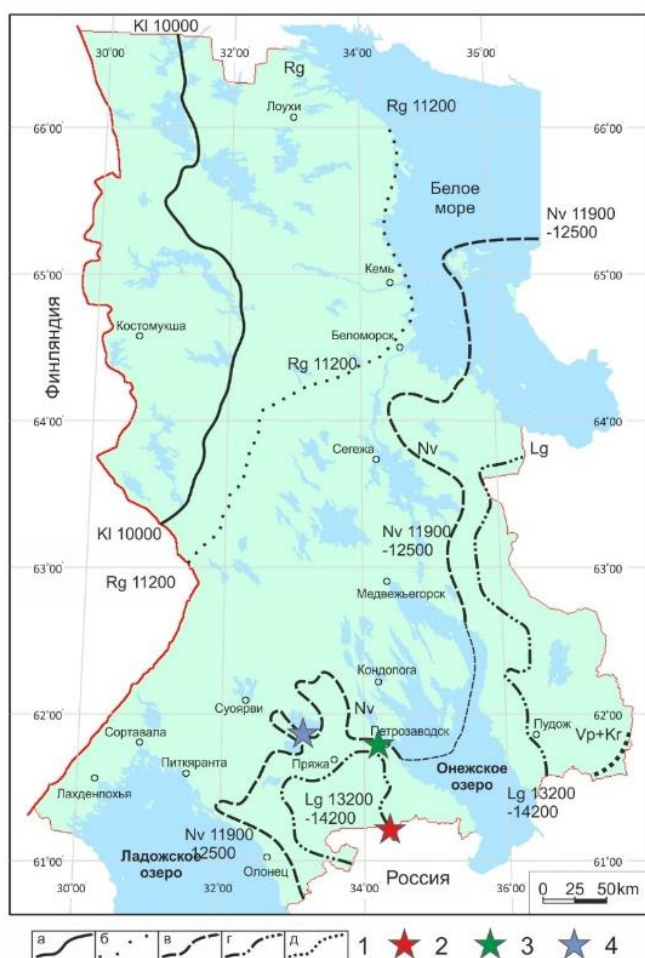 Kl 10000
30°00'
32°00'
34°00'
36°00'
Rg
Rg 11200
Лоухи
66°00'
66°00'
Белое
море
Nv 11900
-12500
65°00'
Кемь
65°00'
Финляндия
Костомукша
Беломорск
Rg 11200
64°00'
64°00'
Nv
Lg
Сегежа
Kl 10000
Nv 11900
-12500
63°00'
63°00'
Rg 11200
Медвежьегорск
Кондопога
Суоярви
Nv
62°00'
62°00'
Сортавала
Петрозаводск
Пудож
Vp+Kr
Питкяранта
Пряжа
Онежское
озеро
Лахденпохья
Lg 13200
-14200
Lg 13200
-14200
Nv 11900
-12500
61°00'
61°00'
Ладожское
озеро
Олонец
Россия
30°00'
32°00'
34°00'
36°00'
0 25 50km
а б в г д 1 2 3 4